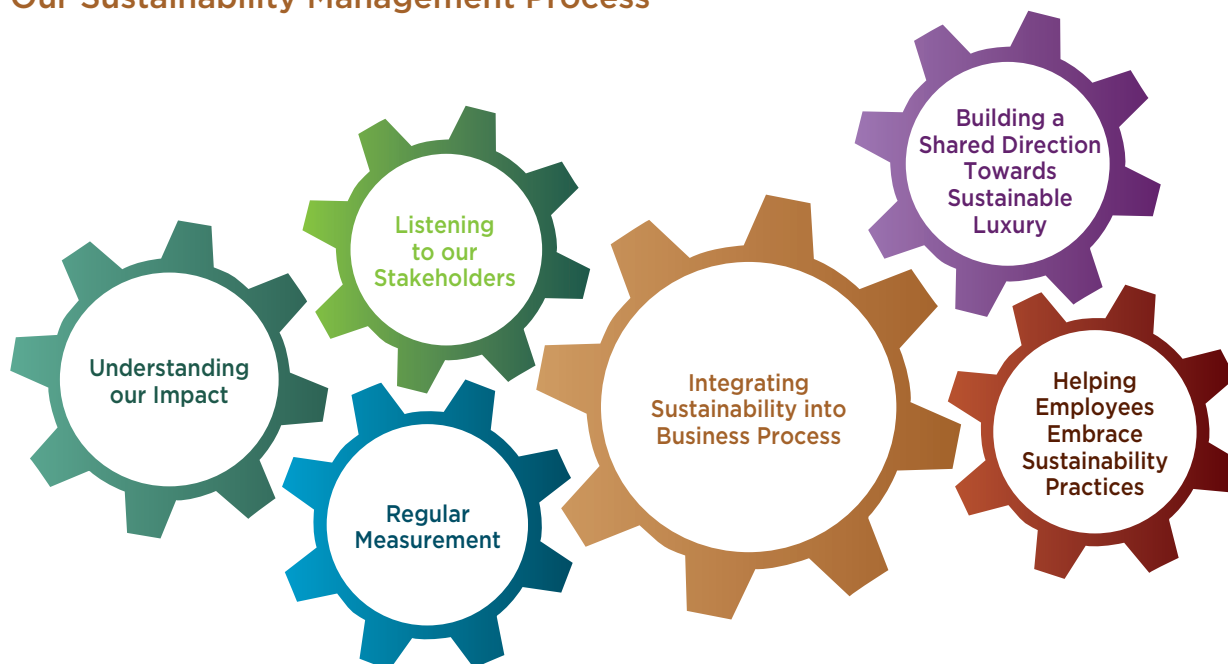 Our Sustainability Management Process
Building a
Shared Direction
Towards
Sustainable
Luxury
Listening
to our
Stakeholders
Understanding
our Impact
Integrating
Sustainability into
Business Process
Helping
Employees
Embrace
Sustainability
Practices
Regular
Measurement